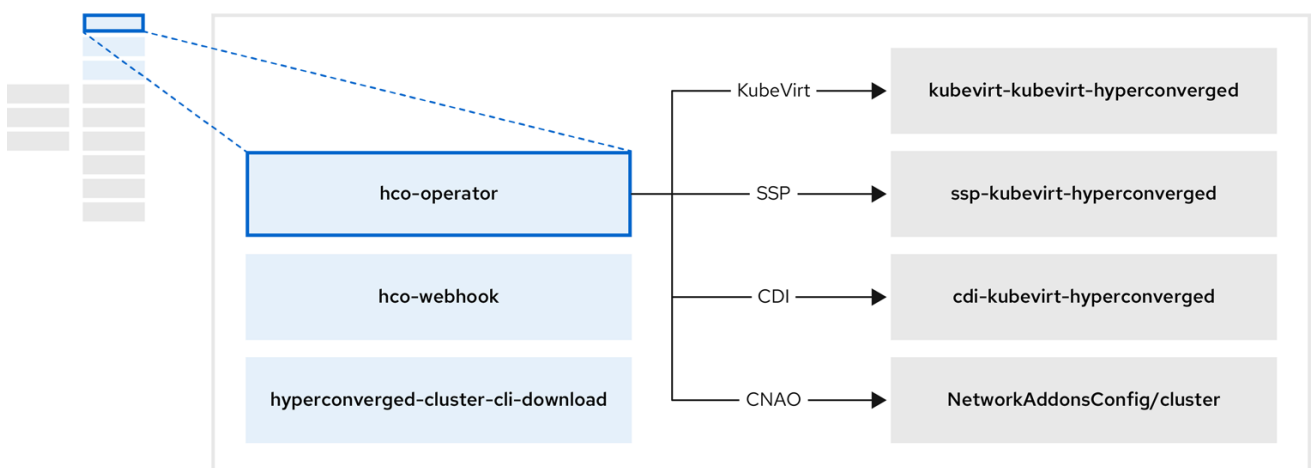 KubeVirt
kubevirt-kubevirt-hyperconverged
hco-operator
SSP
ssp-kubevirt-hyperconverged
hco-webhook
CDI
cdi-kubevirt-hyperconverged
hyperconverged-cluster-cli-download
CNAO
NetworkAddonsConfig/cluster